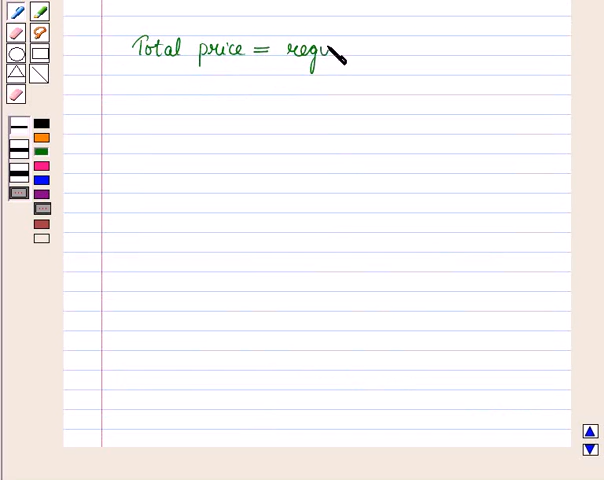 Total price = regu